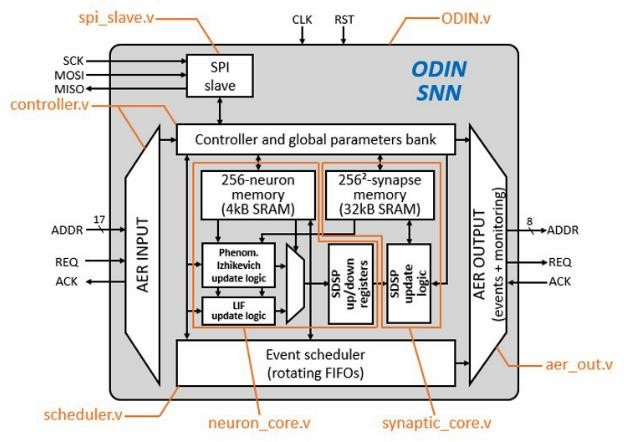 spi_slave.v
CLK
RST
ODIN.v
SCK
MOSI
MISO
SPI
slave
ODIN
SNN
controller.v
Controller and global parameters bank
256-neuron
memory
(4kB SRAM)
256²-synapse
memory
(32kB SRAM)
17
ADDR
REQ
ACK
AER INPUT
Phenom.
Izhikevich
update logic
LIF
update logic
SDSP
up/down
registers
SDSP
update
logic
AER OUTPUT
(events + monitoring)
8
ADDR
REQ
ACK
Event scheduler
(rotating FIFOs)
aer_out.v
scheduler.v
neuron_core.v
synaptic_core.v